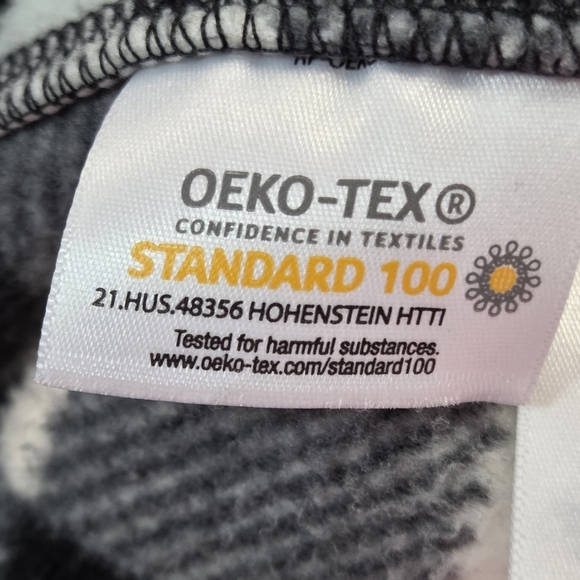 OEKO-TEX®
CONFIDENCE IN TEXTILES
STANDARD 100
21.HUS.48356 HOHENSTEIN HTTI
Tested for harmful substances.
www.oeko-tex.com/standard100